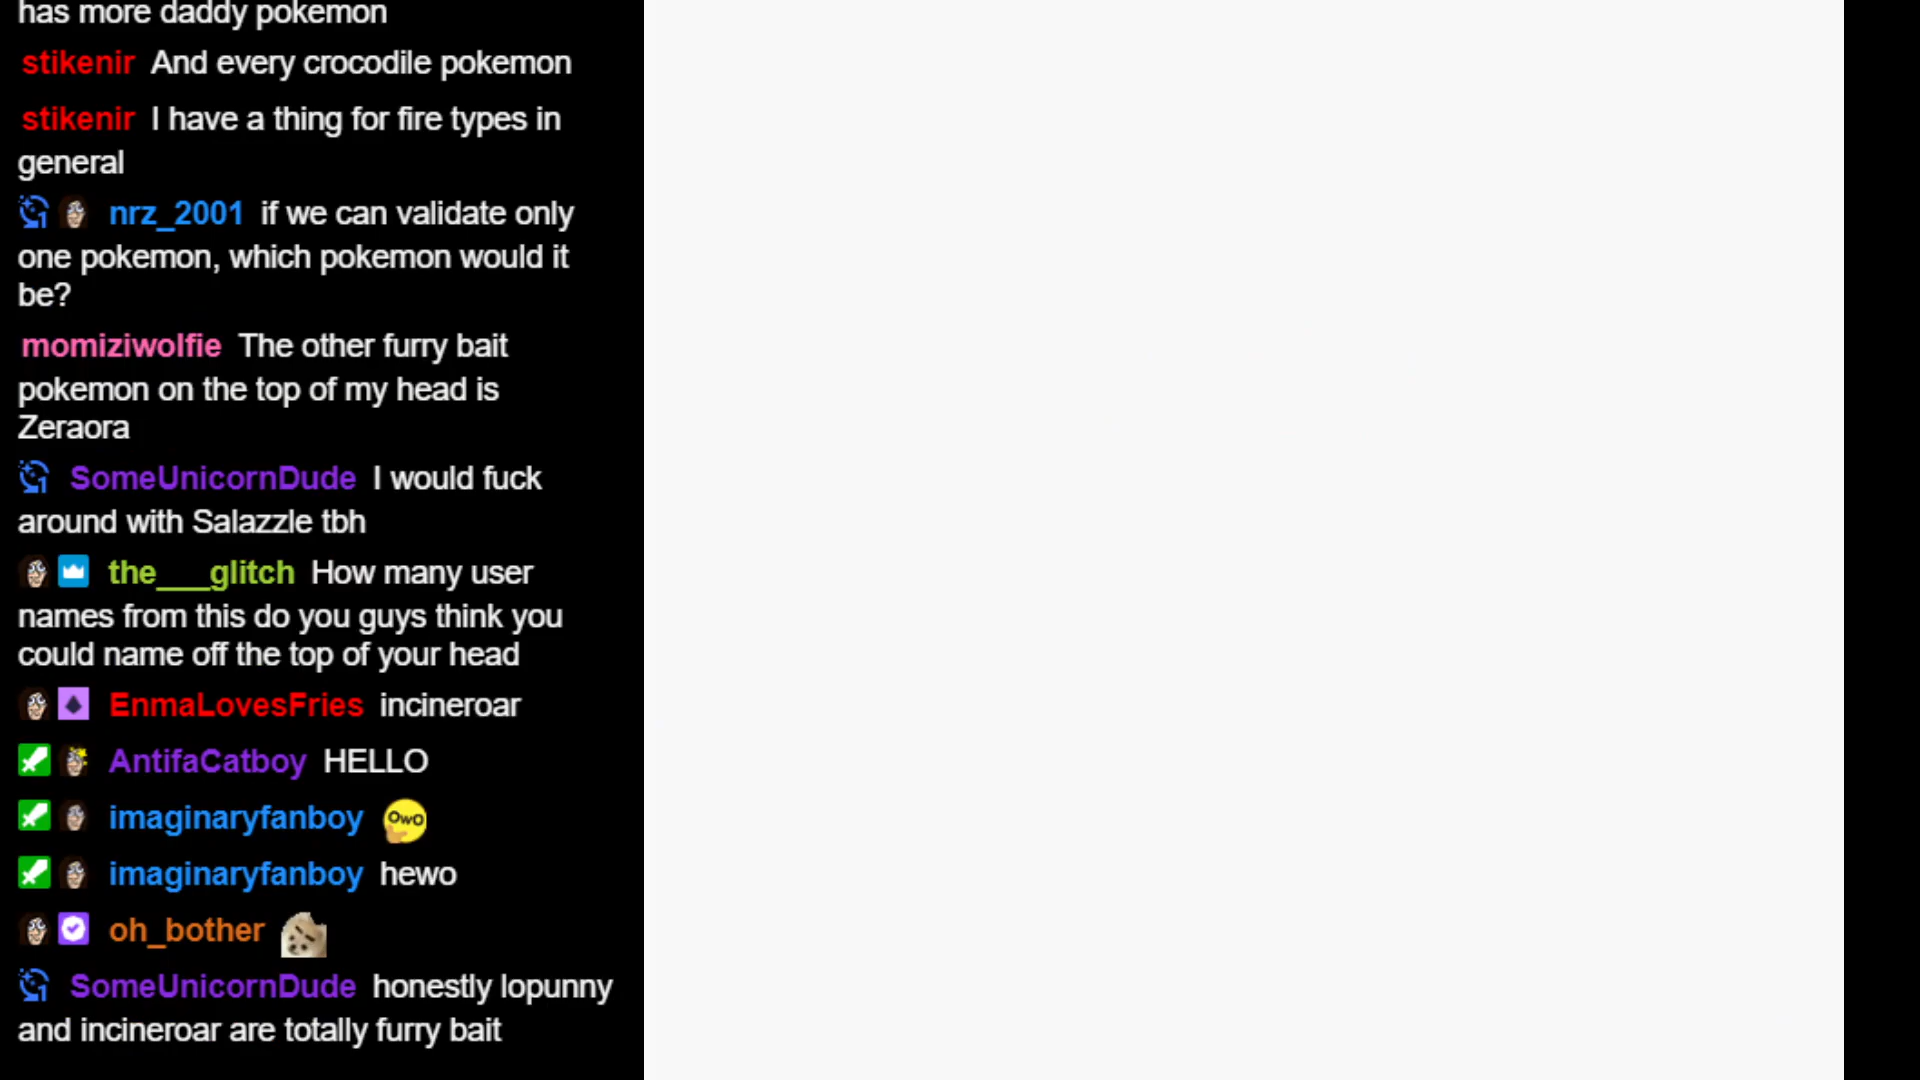 has more daddy pokemon
stikenir And every crocodile pokemon
stikenir I have a thing for fire types in
general
nrz_2001 if we can validate only
one pokemon, which pokemon would it
be?
momiziwolfie The other furry bait
pokemon on the top of my head is
Zeraora
SomeUnicornDude I would fuck
around with Salazzle tbh
the___glitch How many user
names from this do you guys think you
could name off the top of your head
EnmaLovesFries incineroar
AntifaCatboy HELLO
imaginaryfanboy OwO
imaginaryfanboy hewo
oh_bother
SomeUnicornDude honestly lopunny
and incineroar are totally furry bait